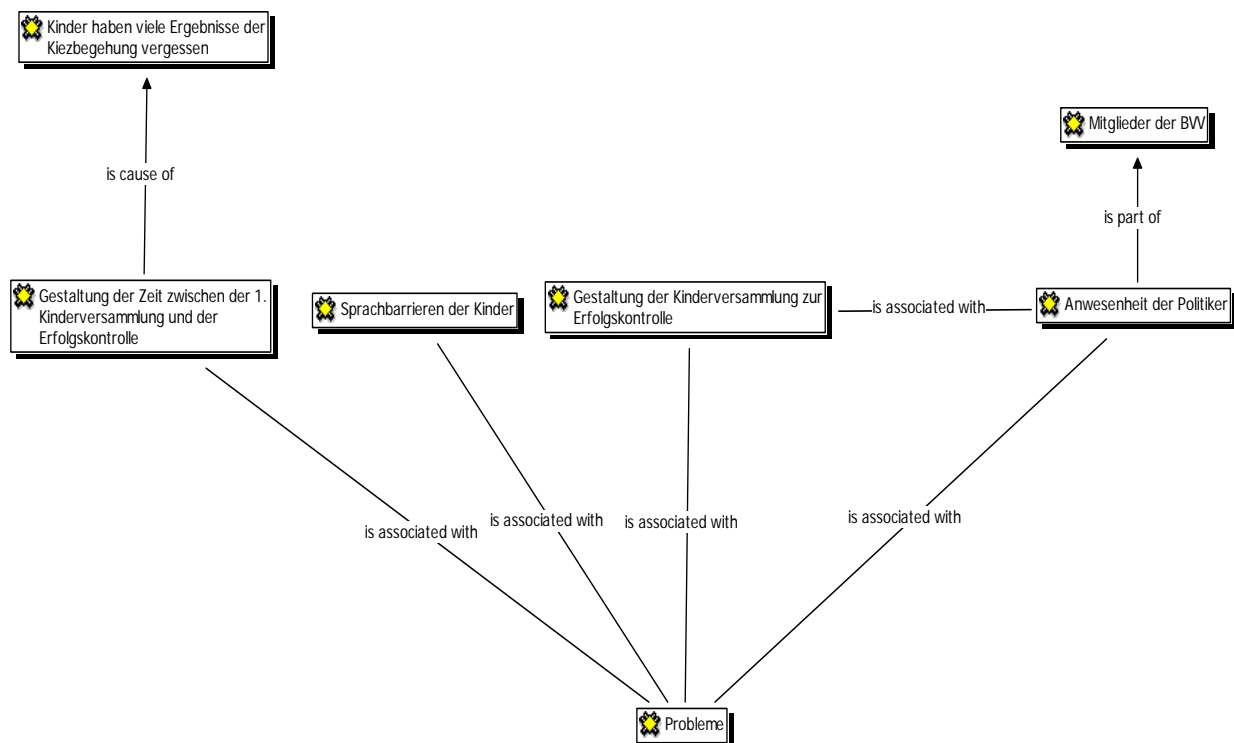 Kinder haben viele Ergebnisse der
Kiezbegehung vergessen
Mitglieder der BVV
is cause of
is part of
Gestaltung der Zeit zwischen der 1.
Kinderversammlung und der
Erfolgskontrolle
Sprachbarrieren der Kinder
Gestaltung der Kinderversammlung zur
Erfolgskontrolle
is associated with
Anwesenheit der Politiker
is associated with
is associated with
is associated with
is associated with
Probleme